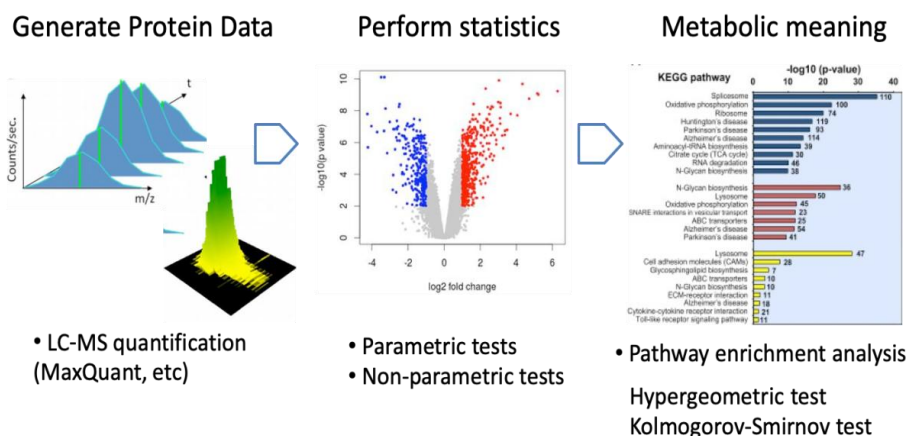 Generate Protein Data
Perform statistics
Metabolic meaning
Counts/sec.
t
m/z
-log10(p value)
10
8
6
4
2
0
-4
-2
0
2
4
6
log2 fold change
-log10 (p-value)
KEGG pathway
0 10 20 30 40
Spliceosome 110
Oxidative phosphorylation 100
Ribosome 74
Huntington's disease 119
Parkinson's disease 93
Alzheimer's disease 114
Aminoacyl-tRNA biosynthesis 39
Citrate cycle (TCA cycle) 30
RNA degradation 46
N-Glycan biosynthesis 38
N-Glycan biosynthesis 36
Lysosome 50
Oxidative phosphorylation 45
SNARE interactions in vesicular transport 23
ABC transporters 25
Alzheimer's disease 54
Parkinson's disease 41
Lysosome 47
Cell adhesion molecules (CAMs) 28
Glycosphingolipid biosynthesis 7
ABC transporters 10
N-Glycan biosynthesis 10
ECM-receptor interaction 11
Alzheimer's disease 18
Cytokine-cytokine receptor interaction 21
Toll-like receptor signaling pathway 11
• LC-MS quantification
(MaxQuant, etc)
• Parametric tests
• Non-parametric tests
• Pathway enrichment analysis
Hypergeometric test
Kolmogorov-Smirnov test